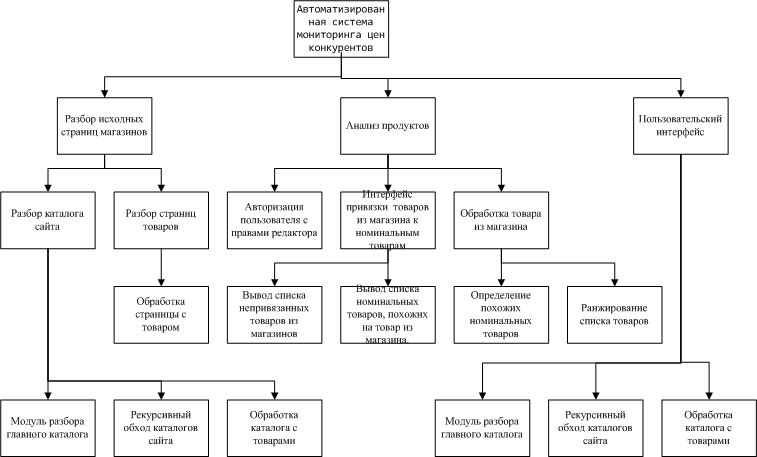 Автоматизирован
ная система
мониторинга цен
конкурентов
Разбор исходных
страниц магазинов
Анализ продуктов
Пользовательский
интерфейс
Разбор каталога
сайта
Разбор страниц
товаров
Авторизация
пользователя с
правами редактора
Интерфейс
привязки товаров
из магазина к
номинальным
товарам
Обработка товара
из магазина
Обработка
страницы с
товаром
Вывод списка
непривязанных
товаров из
магазинов
Вывод списка
номинальных
товаров, похожих
на товар из
магазина.
Определение
похожих
номинальных
товаров
Ранжирование
списка товаров
Модуль разбора
главного каталога
Рекурсивный
обход каталогов
сайта
Обработка
каталога с
товарами
Модуль разбора
главного каталога
Рекурсивный
обход каталогов
сайта
Обработка
каталога с
товарами